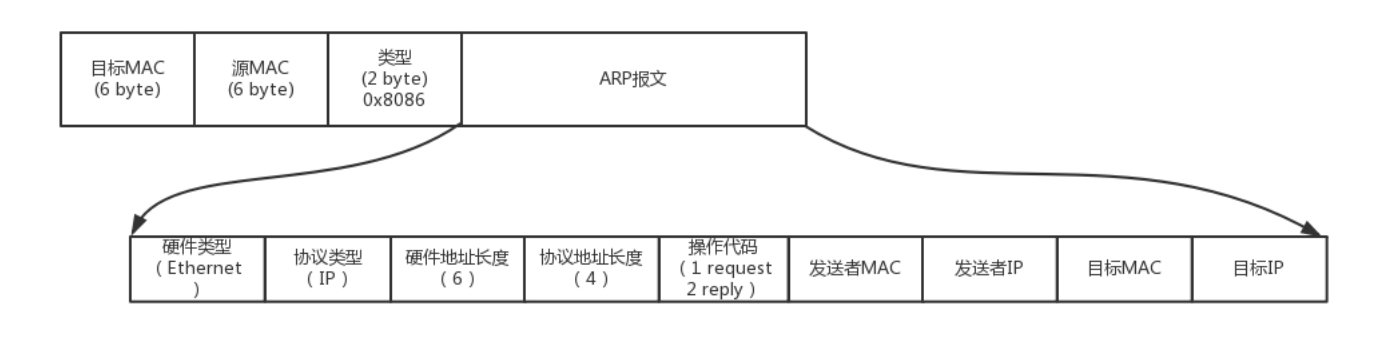 目标MAC
(6 byte)
源MAC
(6 byte)
类型
(2 byte)
0x8086
ARP报文
硬件类型
（Ethernet
）
协议类型
（IP）
硬件地址长度
（6）
协议地址长度
（4）
操作代码
（1 request
2 reply）
发送者MAC
发送者IP
目标MAC
目标IP